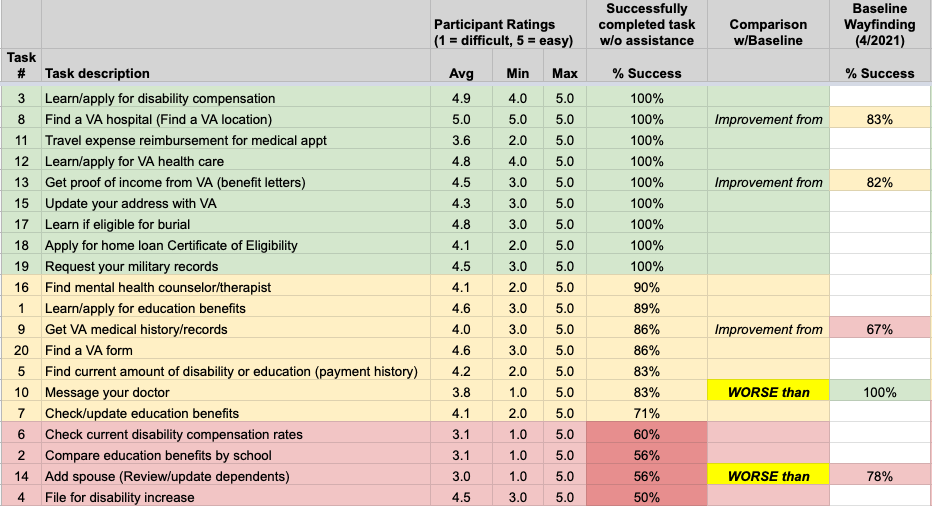 Participant Ratings (1 = difficult, 5 = easy) Successfully completed task w/o assistance Comparison w/Baseline Baseline Wayfinding (4/2021)
Task # Task description Avg Min Max % Success % Success
3 Learn/apply for disability compensation 4.9 4.0 5.0 100%
8 Find a VA hospital (Find a VA location) 5.0 5.0 5.0 100% Improvement from 83%
11 Travel expense reimbursement for medical appt 3.6 2.0 5.0 100%
12 Learn/apply for VA health care 4.8 4.0 5.0 100%
13 Get proof of income from VA (benefit letters) 4.5 3.0 5.0 100% Improvement from 82%
15 Update your address with VA 4.3 3.0 5.0 100%
17 Learn if eligible for burial 4.8 3.0 5.0 100%
18 Apply for home loan Certificate of Eligibility 4.1 2.0 5.0 100%
19 Request your military records 4.5 3.0 5.0 100%
16 Find mental health counselor/therapist 4.1 2.0 5.0 90%
1 Learn/apply for education benefits 4.6 3.0 5.0 89%
9 Get VA medical history/records 4.0 3.0 5.0 86% Improvement from 67%
20 Find a VA form 4.6 3.0 5.0 86%
5 Find current amount of disability or education (payment history) 4.2 2.0 5.0 83%
10 Message your doctor 3.8 1.0 5.0 83% WORSE than 100%
7 Check/update education benefits 4.1 2.0 5.0 71%
6 Check current disability compensation rates 3.1 1.0 5.0 60%
2 Compare education benefits by school 3.1 1.0 5.0 56%
14 Add spouse (Review/update dependents) 3.0 1.0 5.0 56% WORSE than 78%
4 File for disability increase 4.5 3.0 5.0 50%